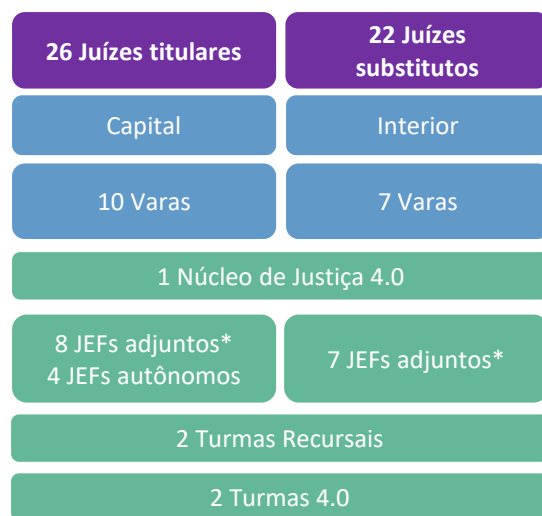 26 Juízes titulares
22 Juízes
substitutos
Capital
Interior
10 Varas
7 Varas
1 Núcleo de Justiça 4.0
8 JEFs adjuntos*
4 JEFs autônomos
7 JEFs adjuntos*
2 Turmas Recursais
2 Turmas 4.0